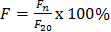 F = Fₙ/F₂₀ x 100%